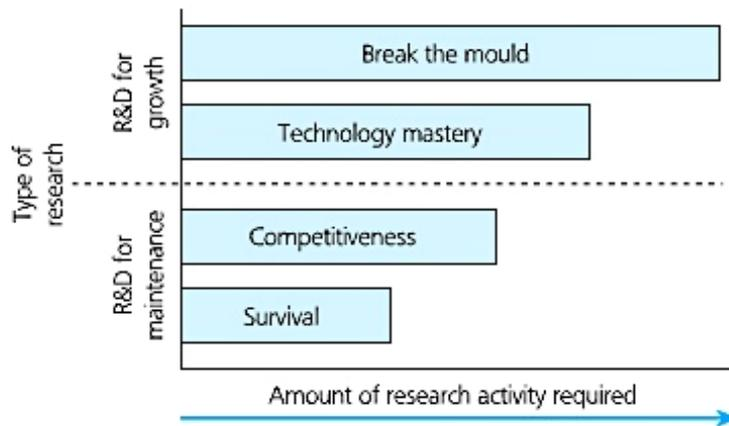 Type of
research
R&D for
growth
Break the mould
Technology mastery
R&D for
maintenance
Competitiveness
Survival
Amount of research activity required